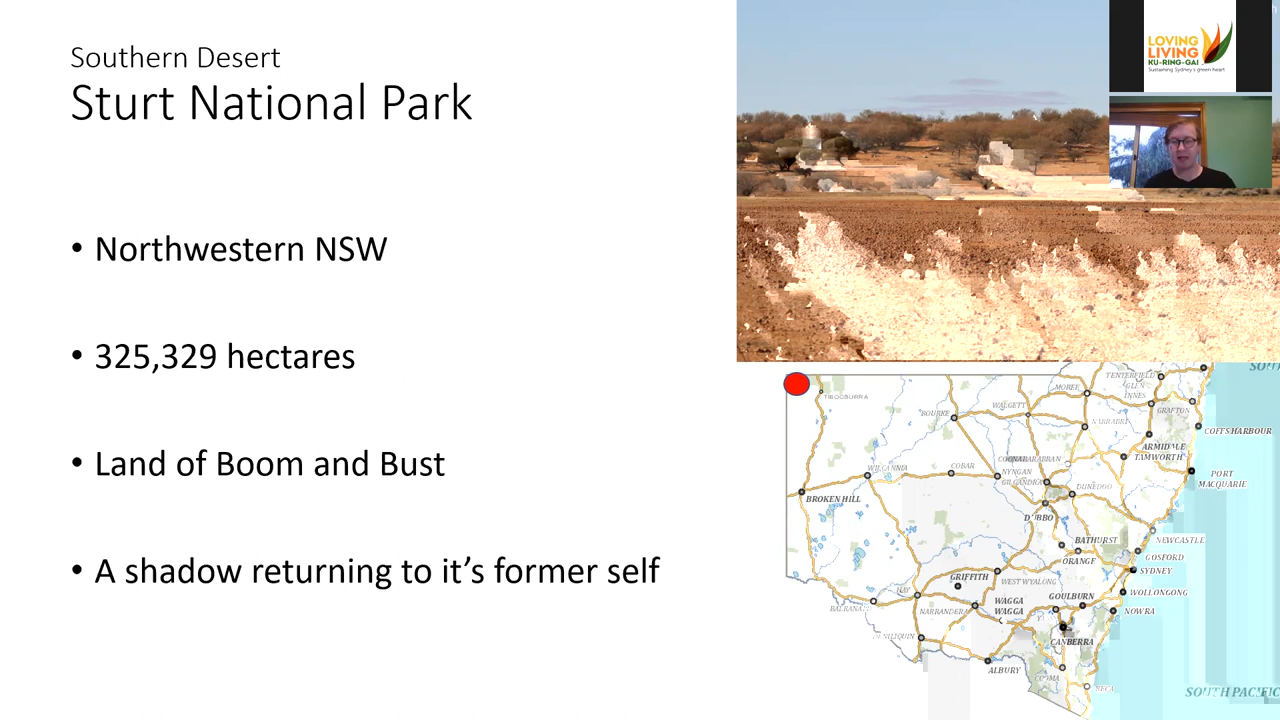 Southern Desert
Sturt National Park
• Northwestern NSW
• 325,329 hectares
• Land of Boom and Bust
• A shadow returning to it’s former self
LOVING
LIVING
KU-RING-GAI
Sustaining Sydney's green heart
TENTERFIELD
GLEN
INNES
MOREE
TIBOOBURRA
WALGETT
BOURKE
GRAFTON
NARRABRI
COFFS HARBOUR
ARMIDALE
TAMWORTH
WILCANNIA
COBAR
NYNGAN
GILGANDRA
PORT
MACQUARIE
DUNEDOO
BROKEN HILL
DUBBO
BATHURST
NEWCASTLE
GOSFORD
ORANGE
SYDNEY
GRIFFITH
WEST WYALONG
WOLLONGONG
HAY
GOULBURN
WAGGA
WAGGA
BALRANALD
NARRANDERA
NOWRA
CANBERRA
ALBURY
COOMA
BEGA
SOUTH PACIFIC